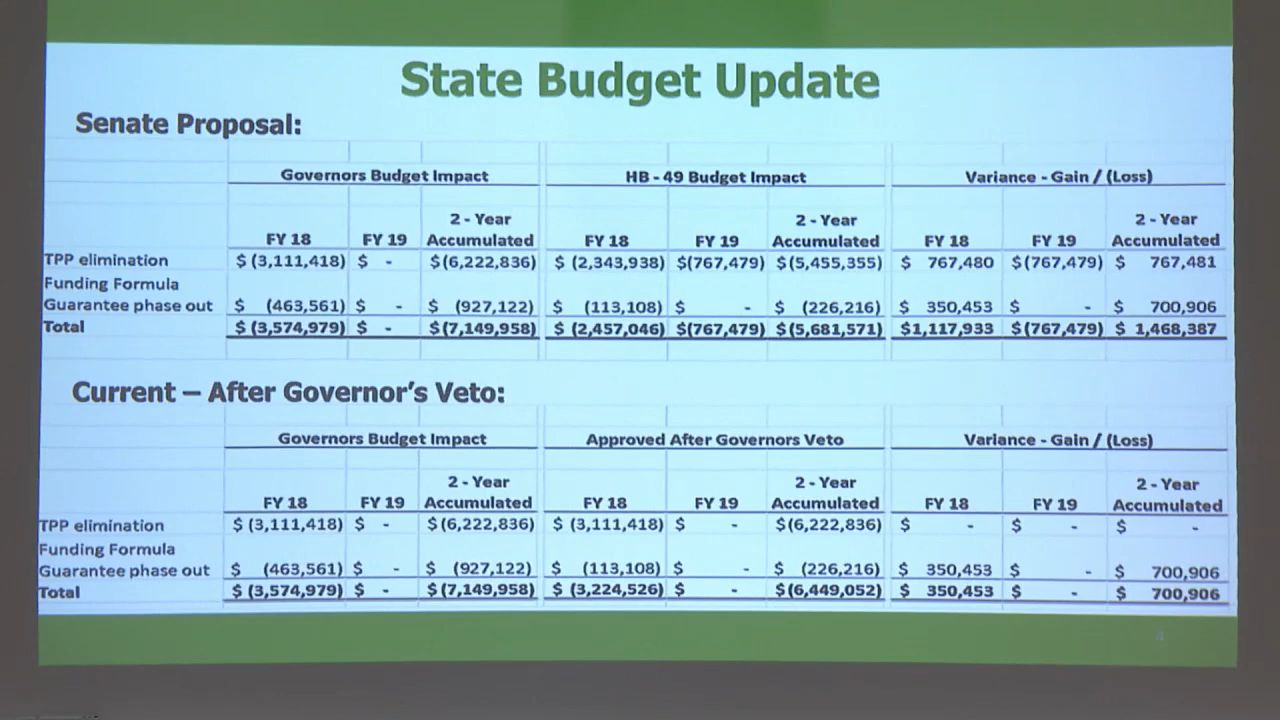 State Budget Update
Senate Proposal:
Governors Budget Impact HB - 49 Budget Impact Variance - Gain / (Loss)
2 - Year 2 - Year 2 - Year
FY 18 FY 19 Accumulated FY 18 FY 19 Accumulated FY 18 FY 19 Accumulated
TPP elimination $ (3,111,418) $ - $(6,222,836) $ (2,343,938) $(767,479) $(5,455,355) $ 767,480 $(767,479) $ 767,481
Funding Formula
Guarantee phase out $ (463,561) $ - $ (927,122) $ (113,108) $ - $ (226,216) $ 350,453 $ - $ 700,906
Total $ (3,574,979) $ - $(7,149,958) $ (2,457,046) $(767,479) $(5,681,571) $1,117,933 $(767,479) $ 1,468,387
Current – After Governor's Veto:
Governors Budget Impact Approved After Governors Veto Variance - Gain / (Loss)
2 - Year 2 - Year 2 - Year
FY 18 FY 19 Accumulated FY 18 FY 19 Accumulated FY 18 FY 19 Accumulated
TPP elimination $ (3,111,418) $ - $(6,222,836) $ (3,111,418) $ - $(6,222,836) $ - $ - $ -
Funding Formula
Guarantee phase out $ (463,561) $ - $ (927,122) $ (113,108) $ - $ (226,216) $ 350,453 $ - $ 700,906
Total $ (3,574,979) $ - $(7,149,958) $ (3,224,526) $ - $(6,449,052) $ 350,453 $ - $ 700,906